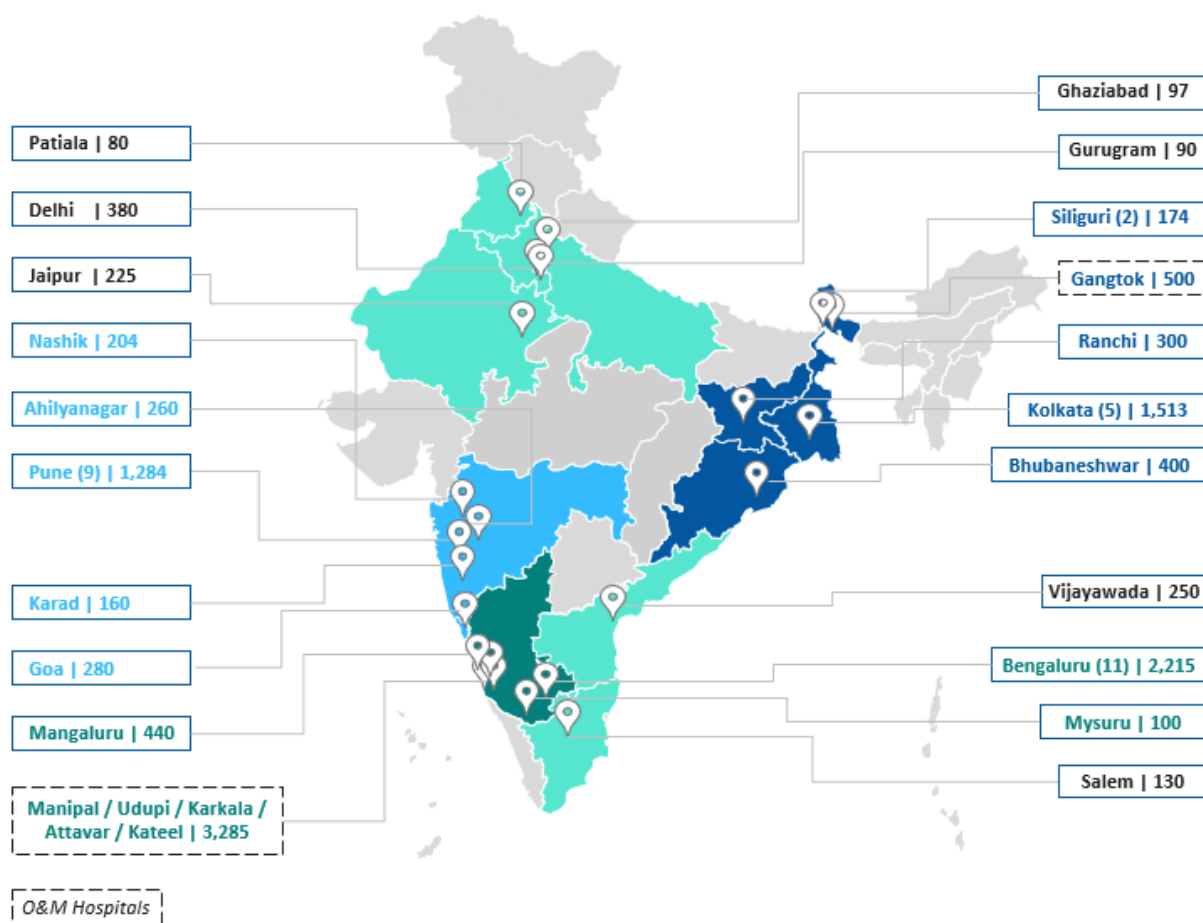 Patiala | 80
Delhi | 380
Jaipur | 225
Nashik | 204
Ahilyanagar | 260
Pune (9) | 1,284
Karad | 160
Goa | 280
Mangaluru | 440
Manipal / Udupi / Karkala /
Attavar / Kateel | 3,285
O&M Hospitals
Ghaziabad | 97
Gurugram | 90
Siliguri (2) | 174
Gangtok | 500
Ranchi | 300
Kolkata (5) | 1,513
Bhubaneshwar | 400
Vijayawada | 250
Bengaluru (11) | 2,215
Mysuru | 100
Salem | 130